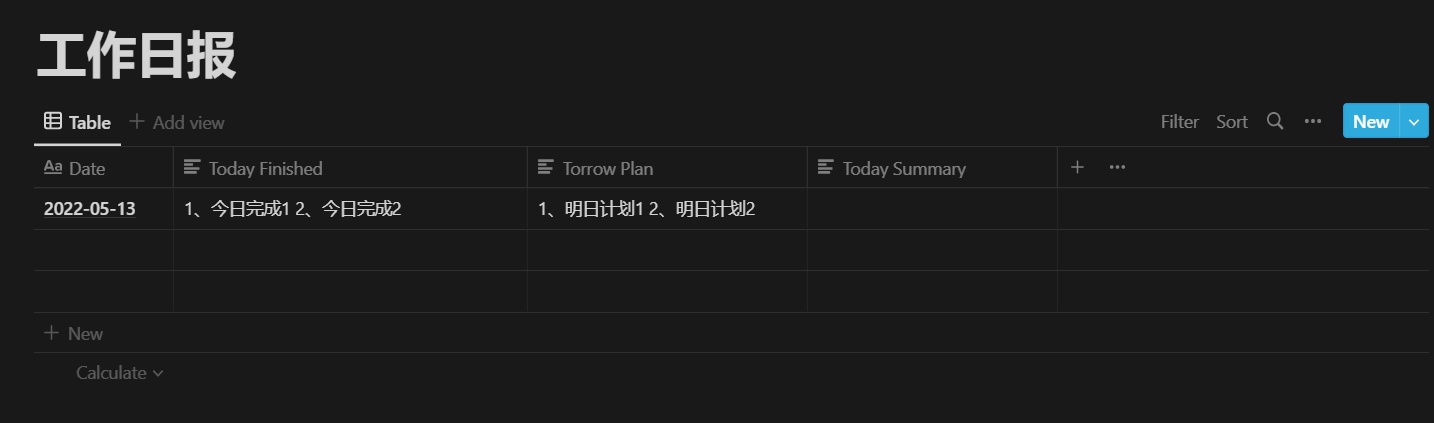 工作日报
Table Add view Filter Sort New
Aa Date Today Finished Torrow Plan Today Summary
2022-05-13 1、今日完成1 2、今日完成2 1、明日计划1 2、明日计划2
New
Calculate